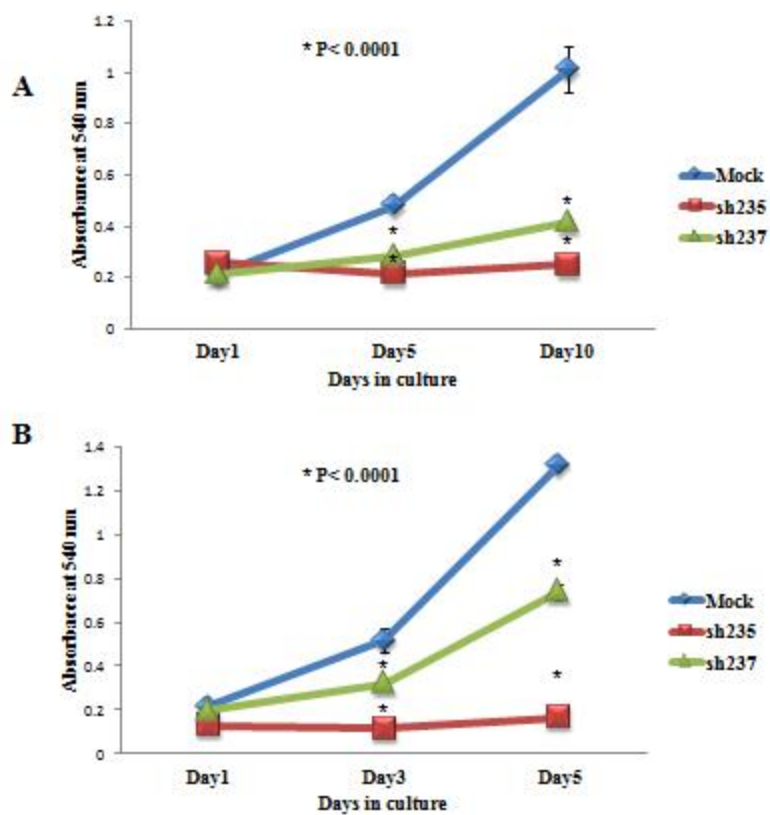 A
* P< 0.0001
Absorbance at 540 nm
1.2
1
0.8
0.6
0.4
0.2
0
*
*
*
*
Day1 Day5 Day10
Days in culture
Mock
sh235
sh237
B
* P< 0.0001
Absorbacce at 540 nm
1.4
1.2
1
0.8
0.6
0.4
0.2
0
*
*
*
*
Day1 Day3 Day5
Days in culture
Mock
sh235
sh237